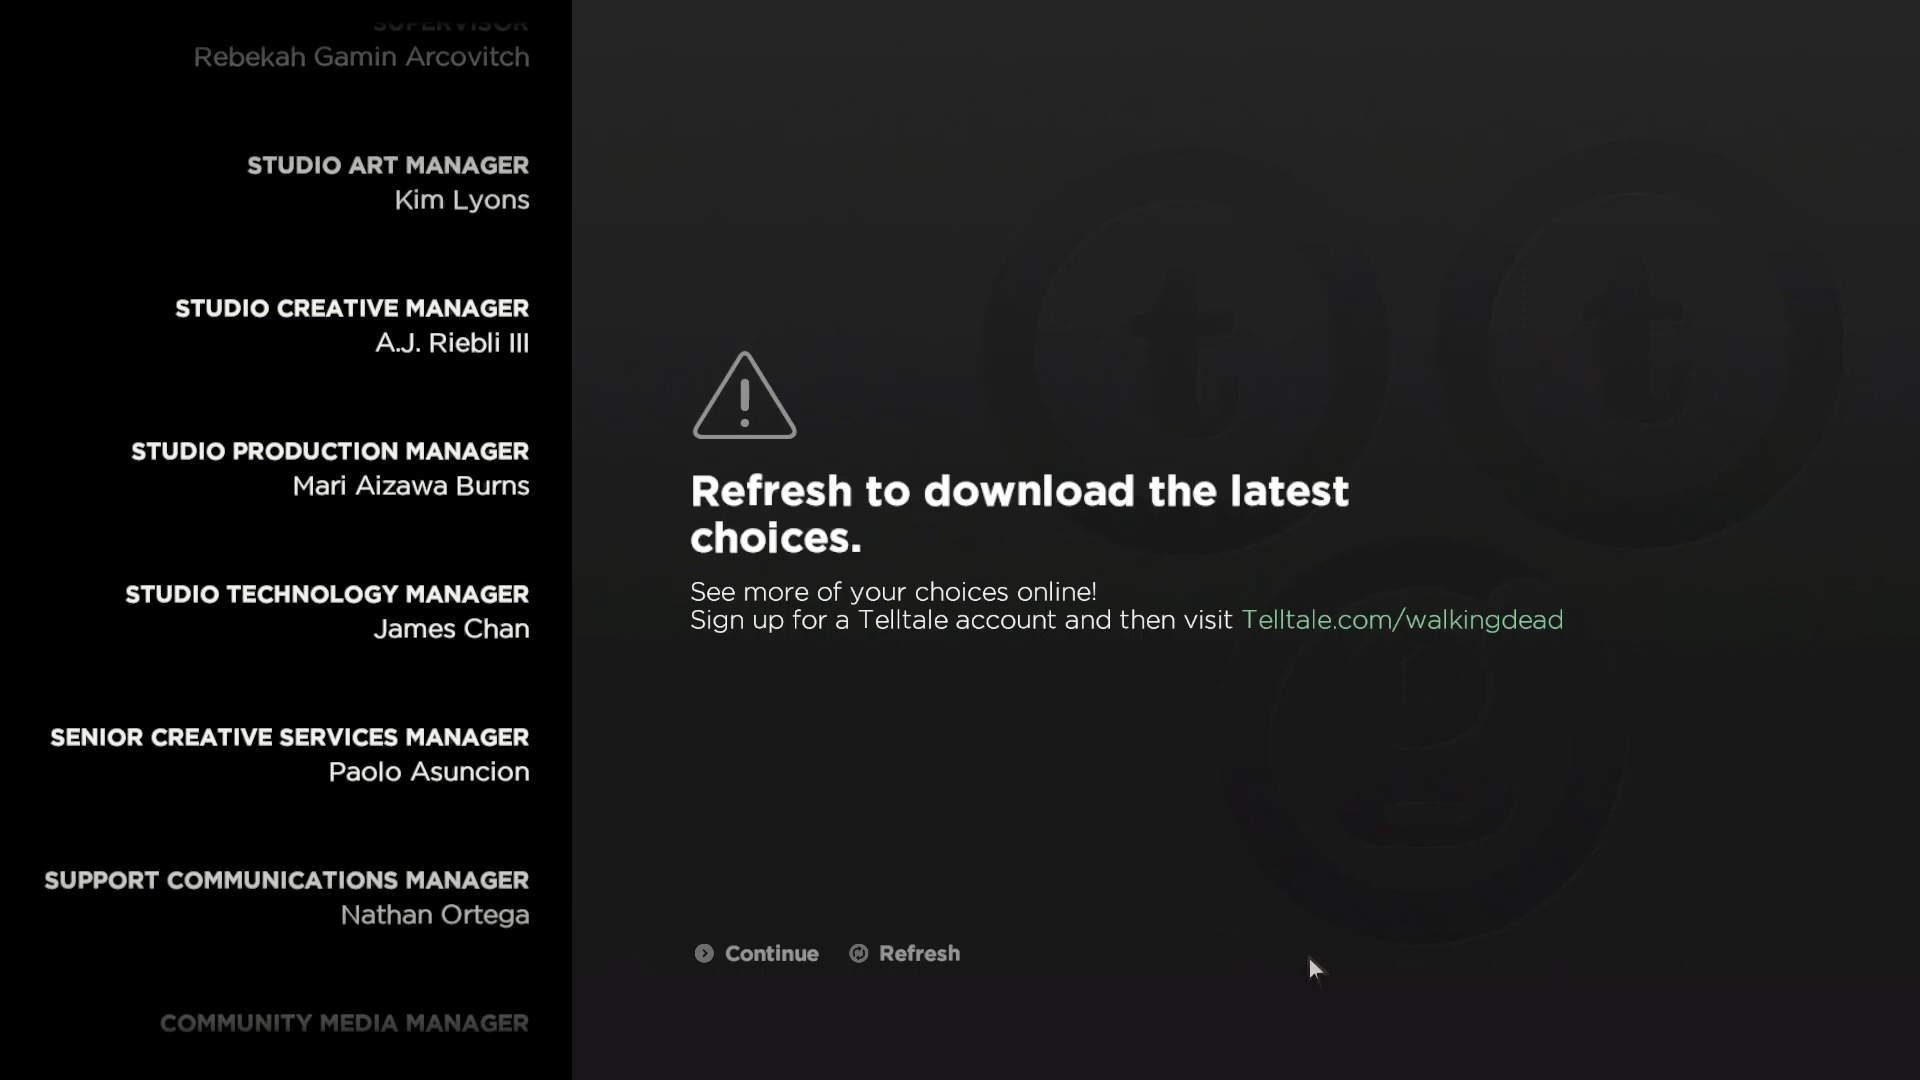 SUPERVISOR
Rebekah Gamin Arcovitch
STUDIO ART MANAGER
Kim Lyons
STUDIO CREATIVE MANAGER
A.J. Riebli III
STUDIO PRODUCTION MANAGER
Mari Aizawa Burns
STUDIO TECHNOLOGY MANAGER
James Chan
SENIOR CREATIVE SERVICES MANAGER
Paolo Asuncion
SUPPORT COMMUNICATIONS MANAGER
Nathan Ortega
COMMUNITY MEDIA MANAGER
t t
g
Refresh to download the latest
choices.
See more of your choices online!
Sign up for a Telltale account and then visit Telltale.com/walkingdead
Continue Refresh